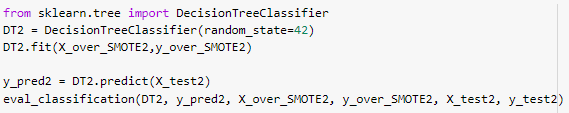 from sklearn.tree import DecisionTreeClassifier
DT2 = DecisionTreeClassifier(random_state=42)
DT2.fit(X_over_SMOTE2,y_over_SMOTE2)
y_pred2 = DT2.predict(X_test2)
eval_classification(DT2, y_pred2, X_over_SMOTE2, y_over_SMOTE2, X_test2, y_test2)